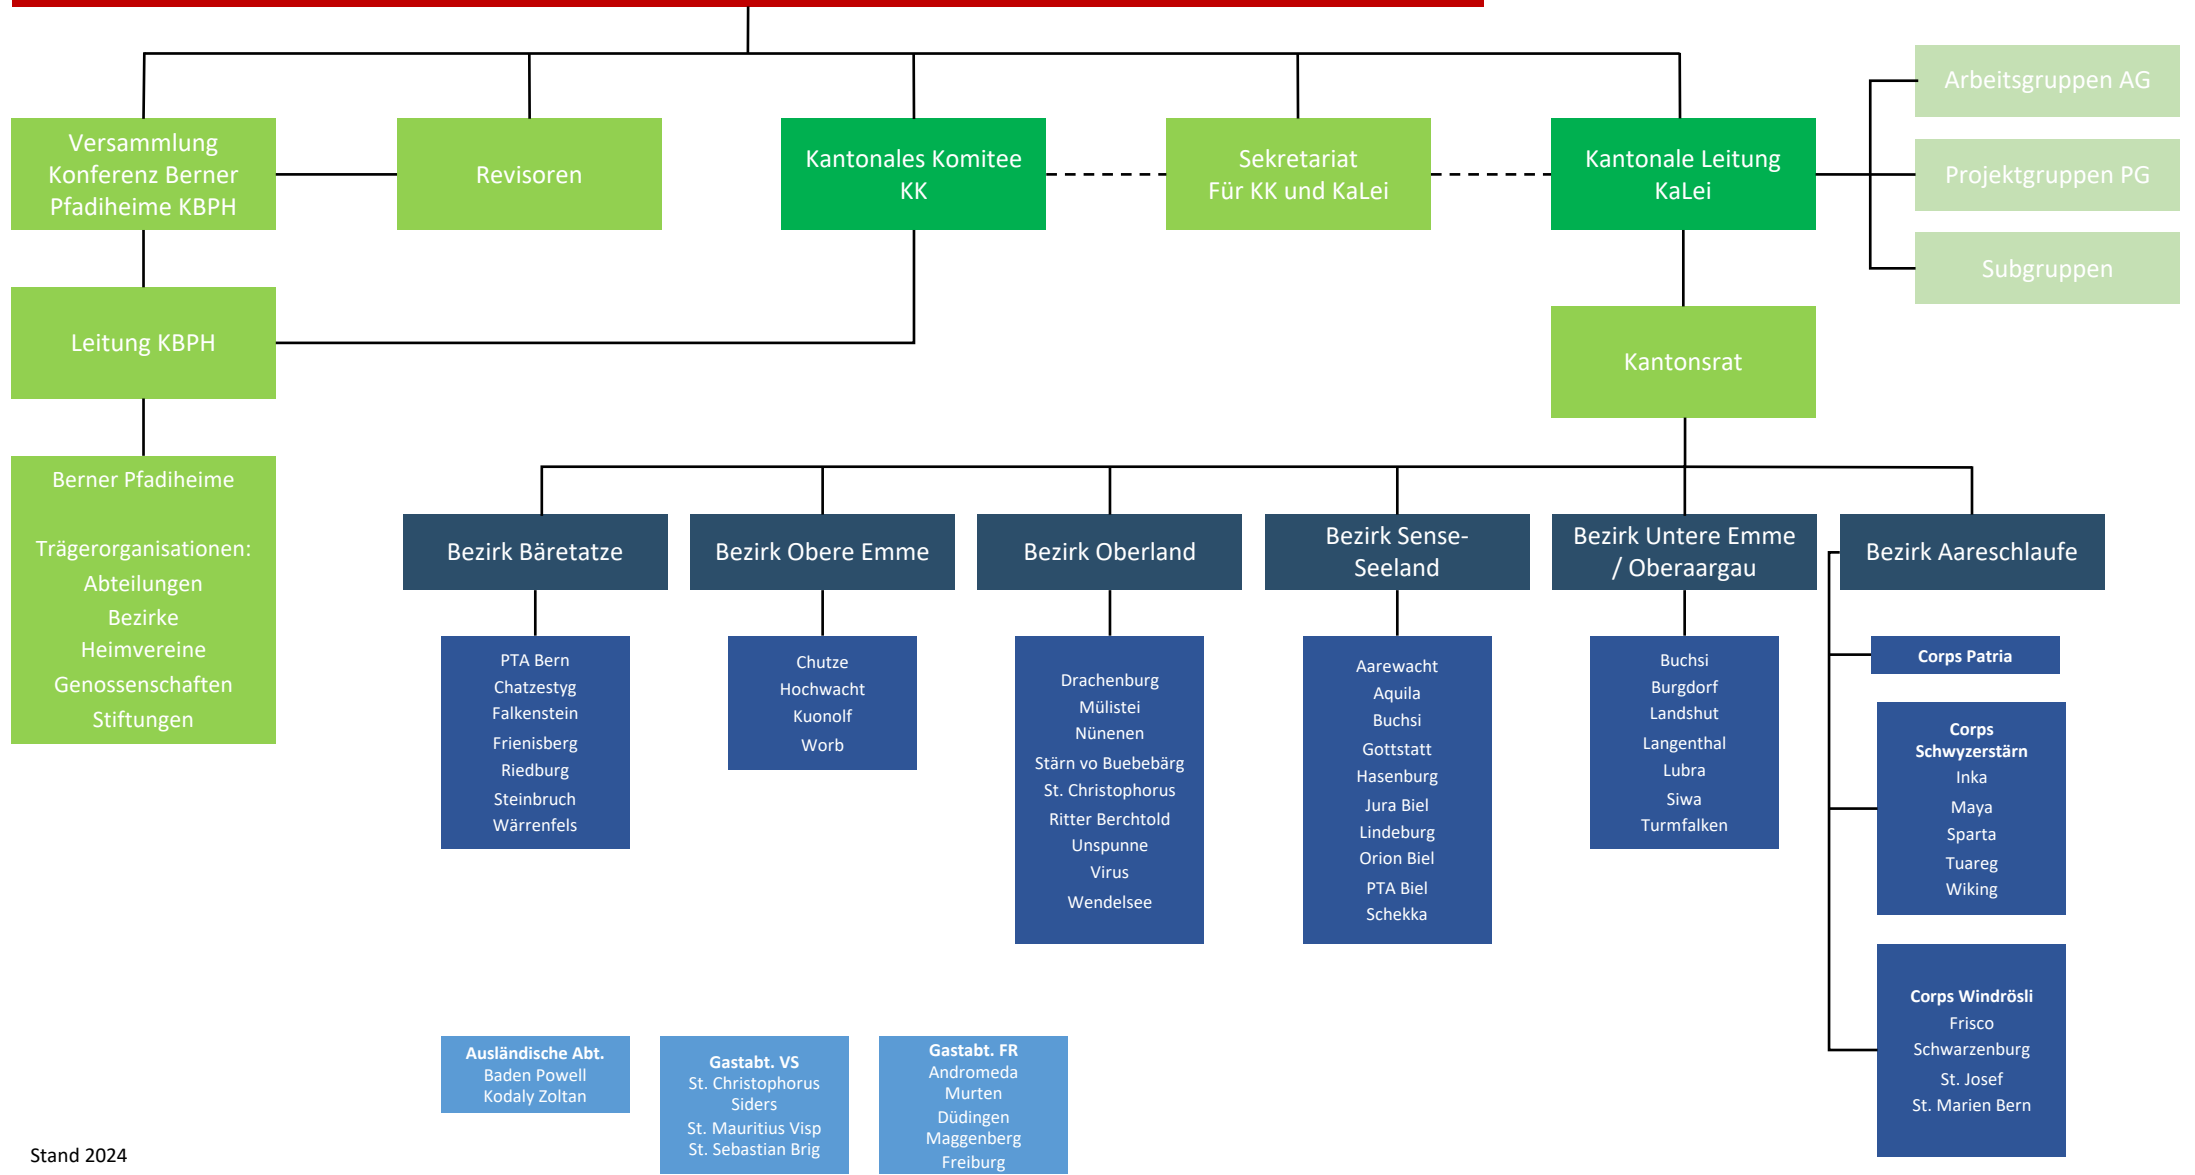 Arbeitsgruppen AG
Versammlung
Konferenz Berner
Pfadiheime KBPH
Revisoren
Kantonales Komitee
KK
Sekretariat
Für KK und KaLei
Kantonale Leitung
KaLei
Projektgruppen PG
Subgruppen
Leitung KBPH
Kantonsrat
Berner Pfadiheime
Trägerorganisationen:
Abteilungen
Bezirke
Heimvereine
Genossenschaften
Stiftungen
Bezirk Bäretatze
Bezirk Obere Emme
Bezirk Oberland
Bezirk Sense-
Seeland
Bezirk Untere Emme
/ Oberaargau
Bezirk Aareschlaufe
PTA Bern
Chatzestyg
Falkenstein
Frienisberg
Riedburg
Steinbruch
Wärrenfels
Chutze
Hochwacht
Kuonolf
Worb
Drachenburg
Mülistei
Nünenen
Stärn vo Buebebärg
St. Christophorus
Ritter Berchtold
Unspunne
Virus
Wendelsee
Aarewacht
Aquila
Buchsi
Gottstatt
Hasenburg
Jura Biel
Lindeburg
Orion Biel
PTA Biel
Schekka
Buchsi
Burgdorf
Landshut
Langenthal
Lubra
Siwa
Turmfalken
Corps Patria
Corps
Schwyzerstärn
Inka
Maya
Sparta
Tuareg
Wiking
Corps Windrösli
Frisco
Schwarzenburg
St. Josef
St. Marien Bern
Ausländische Abt.
Baden Powell
Kodaly Zoltan
Gastabt. VS
St. Christophorus
Siders
St. Mauritius Visp
St. Sebastian Brig
Gastabt. FR
Andromeda
Murten
Düdingen
Maggenberg
Freiburg
Stand 2024